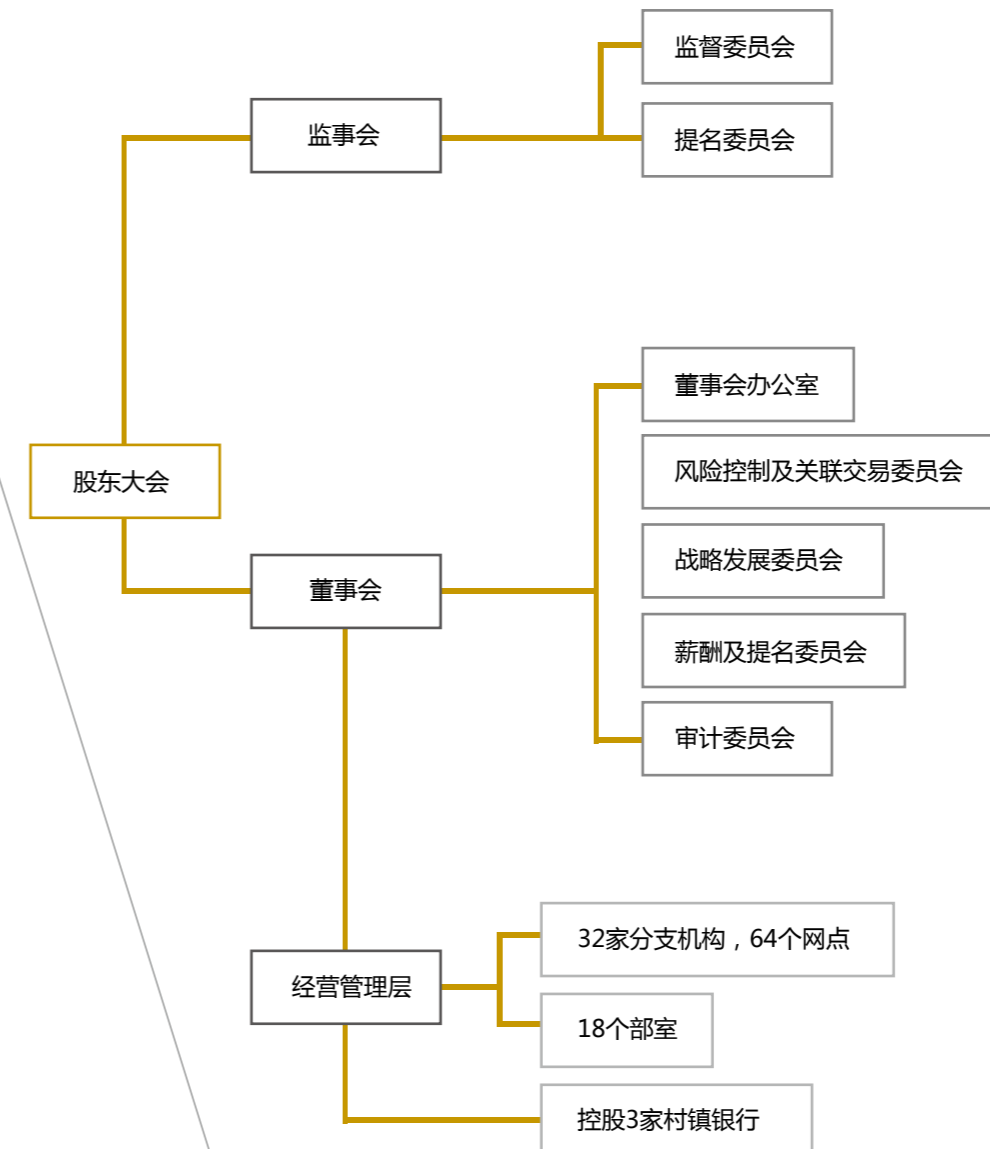 监督委员会
监事会
提名委员会
董事会办公室
风险控制及关联交易委员会
股东大会
战略发展委员会
董事会
薪酬及提名委员会
审计委员会
32家分支机构，64个网点
经营管理层
18个部室
控股3家村镇银行